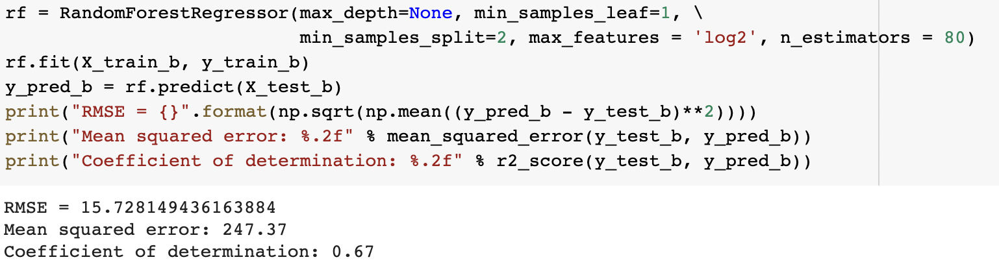 rf = RandomForestRegressor(max_depth=None, min_samples_leaf=1, \
                           min_samples_split=2, max_features = 'log2', n_estimators = 80)
rf.fit(X_train_b, y_train_b)
y_pred_b = rf.predict(X_test_b)
print("RMSE = {}".format(np.sqrt(np.mean((y_pred_b - y_test_b)**2))))
print("Mean squared error: %.2f" % mean_squared_error(y_test_b, y_pred_b))
print("Coefficient of determination: %.2f" % r2_score(y_test_b, y_pred_b))
RMSE = 15.728149436163884
Mean squared error: 247.37
Coefficient of determination: 0.67